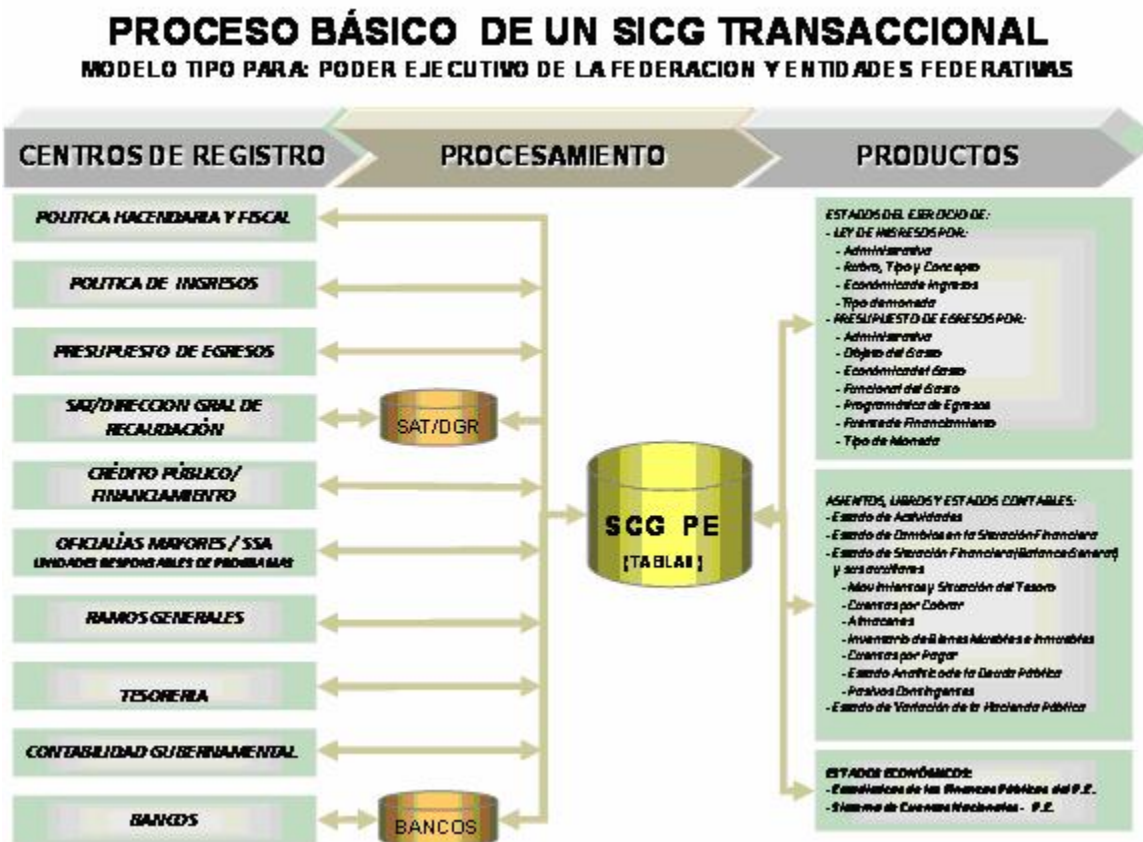 PROCESO BÁSICO DE UN SICG TRANSACCIONAL
MODELO TIPO PARA: PODER EJECUTIVO DE LA FEDERACION Y ENTIDADES FEDERATIVAS
CENTROS DE REGISTRO
PROCESAMIENTO
PRODUCTOS
POLITICA HACENDARIA Y FISCAL
POLITICA DE INGRESOS
PRESUPUESTO DE EGRESOS
SAT/DIRECCION GRAL DE
RECAUDACIÓN
CRÉDITO PÚBLICO/
FINANCIAMIENTO
OFICIALÍAS MAYORES / SSA
UNIDADES RESPONSABLES DE PROGRAMAS
RAMOS GENERALES
TESORERIA
CONTABILIDAD GUBERNAMENTAL
BANCOS
SAT/DGR
BANCOS
SCG PE
ESTADOS DEL EJERCICIO DE:
- LEY DE INGRESOS POR:
- Administrativa
- Rubro, Tipo y Concepto
- Económica de Ingresos
- Tipo de moneda
- PRESUPUESTO DE EGRESOS POR:
- Administrativa
- Objeto del Gasto
- Económica del Gasto
- Funcional del Gasto
- Programática de Egresos
- Fuente de Financiamiento
- Tipo de Moneda
ASIENTOS, LIBROS Y ESTADOS CONTABLES:
- Estado de Actividades
- Estado de Cambios en la Situación Financiera
- Estado de Situación Financiera (Balance General)
y sus auxiliares
- Movimientos y Situación del Tesoro
- Cuentas por Cobrar
- Almacenes
- Inventario de Bienes Muebles e Inmuebles
- Cuentas por Pagar
- Estado Analítico de la Deuda Pública
- Pasivos Contingentes
- Estado de Variación de la Hacienda Pública
ESTADOS ECONÓMICOS:
- Estadísticas de las Finanzas Públicas del P.E.
- Sistema de Cuentas Nacionales - P.E.